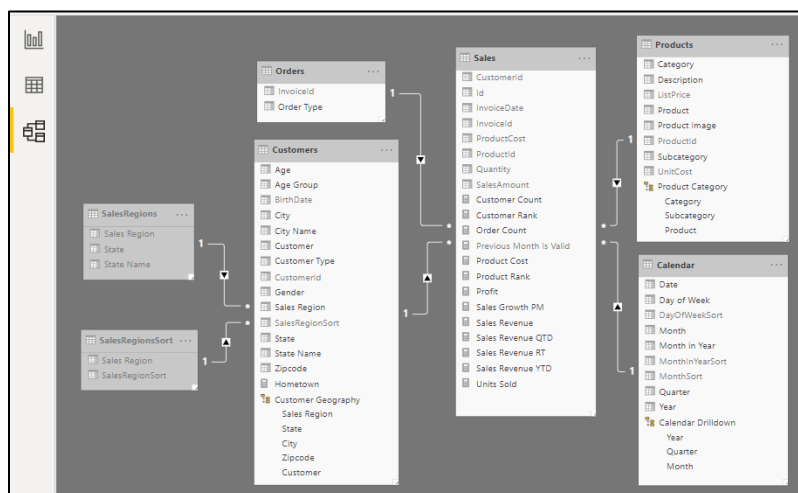 Orders
InvoiceId
Order Type
Customers
Age
Age Group
BirthDate
City
City Name
Customer
Customer Type
CustomerId
Gender
Sales Region
SalesRegionSort
State
State Name
Zipcode
Hometown
Customer Geography
Sales Region
State
City
Zipcode
Customer
SalesRegions
Sales Region
State
State Name
SalesRegionsSort
Sales Region
SalesRegionSort
Sales
CustomerId
Id
InvoiceDate
InvoiceId
ProductCost
ProductId
Quantity
SalesAmount
Customer Count
Customer Rank
Order Count
Previous Month Is Valid
Product Cost
Product Rank
Profit
Sales Growth PM
Sales Revenue
Sales Revenue QTD
Sales Revenue RT
Sales Revenue YTD
Units Sold
Products
Category
Description
ListPrice
Product
Product Image
ProductId
Subcategory
UnitCost
Product Category
Category
Subcategory
Product
Calendar
Date
Day of Week
DayOfWeekSort
Month
Month in Year
MonthInYearSort
MonthSort
Quarter
Year
Calendar Drilldown
Year
Quarter
Month
1
1
1
1
1
1